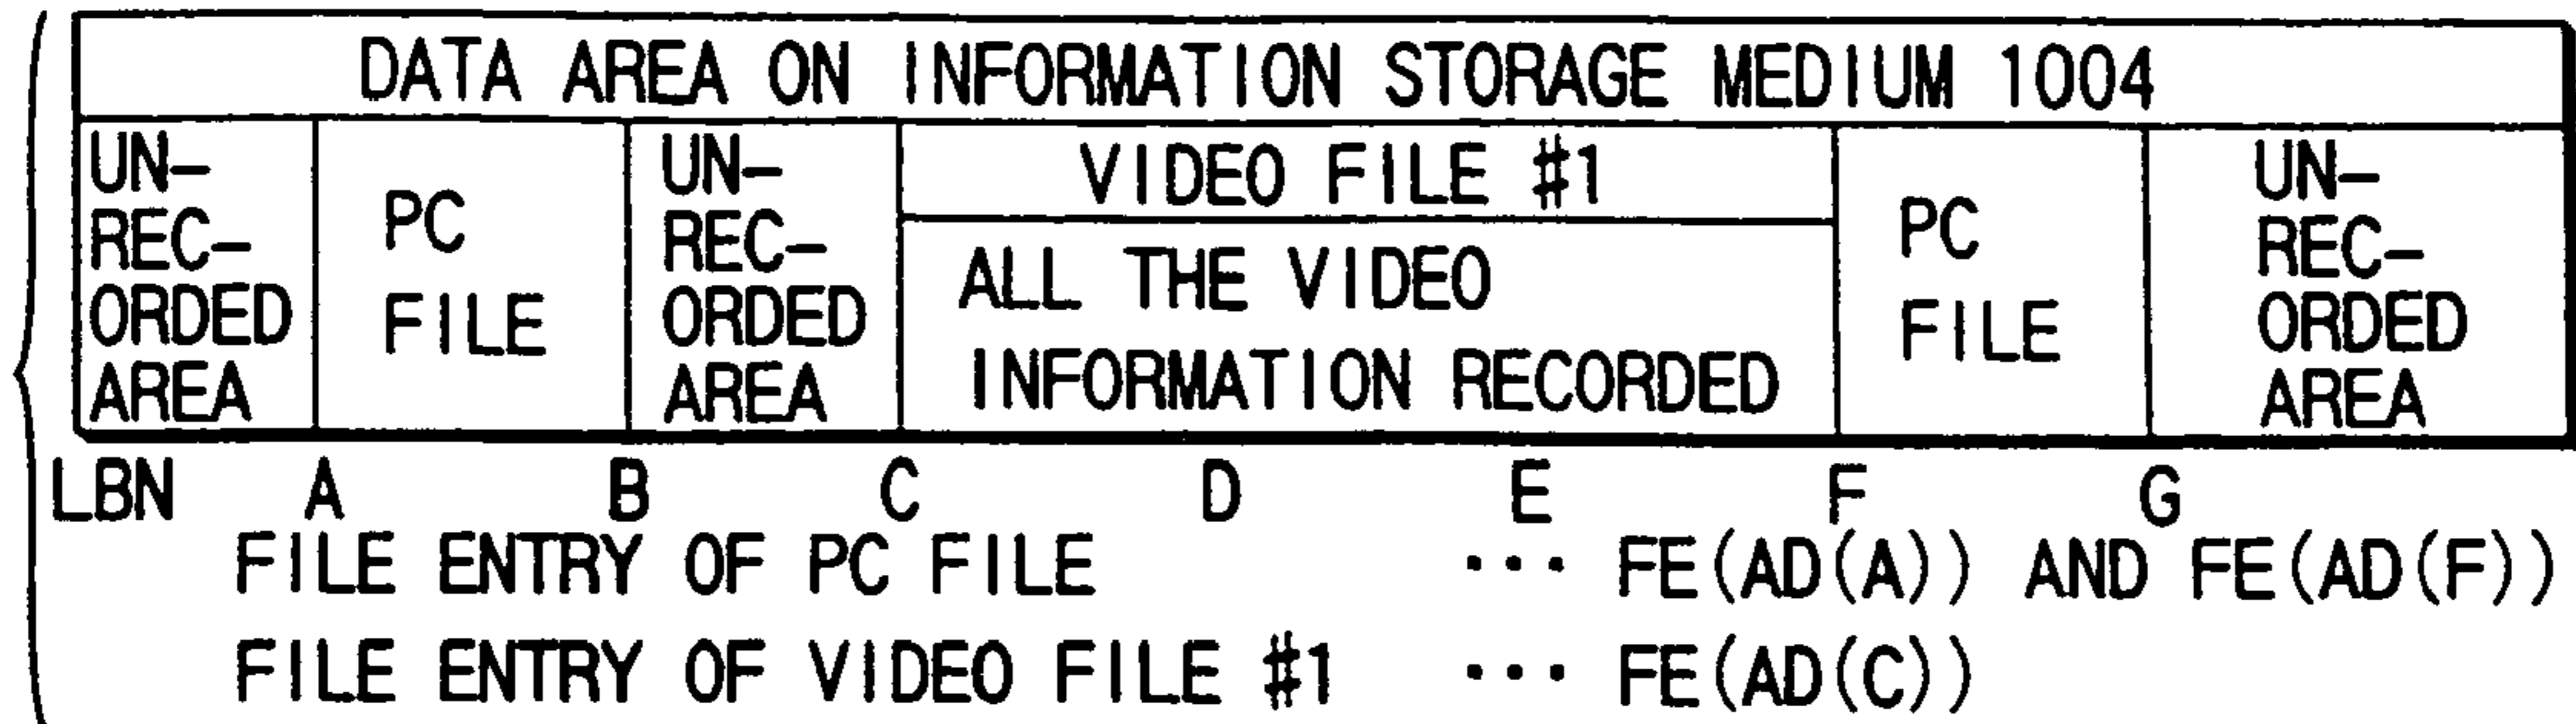 DATA AREA ON INFORMATION STORAGE MEDIUM 1004
UN-
REC-
ORDED
AREA
PC
FILE
UN-
REC-
ORDED
AREA
VIDEO FILE #1
ALL THE VIDEO
INFORMATION RECORDED
PC
FILE
UN-
REC-
ORDED
AREA
LBN A B C D E F G
FILE ENTRY OF PC FILE ··· FE(AD(A)) AND FE(AD(F))
FILE ENTRY OF VIDEO FILE #1 ··· FE(AD(C))